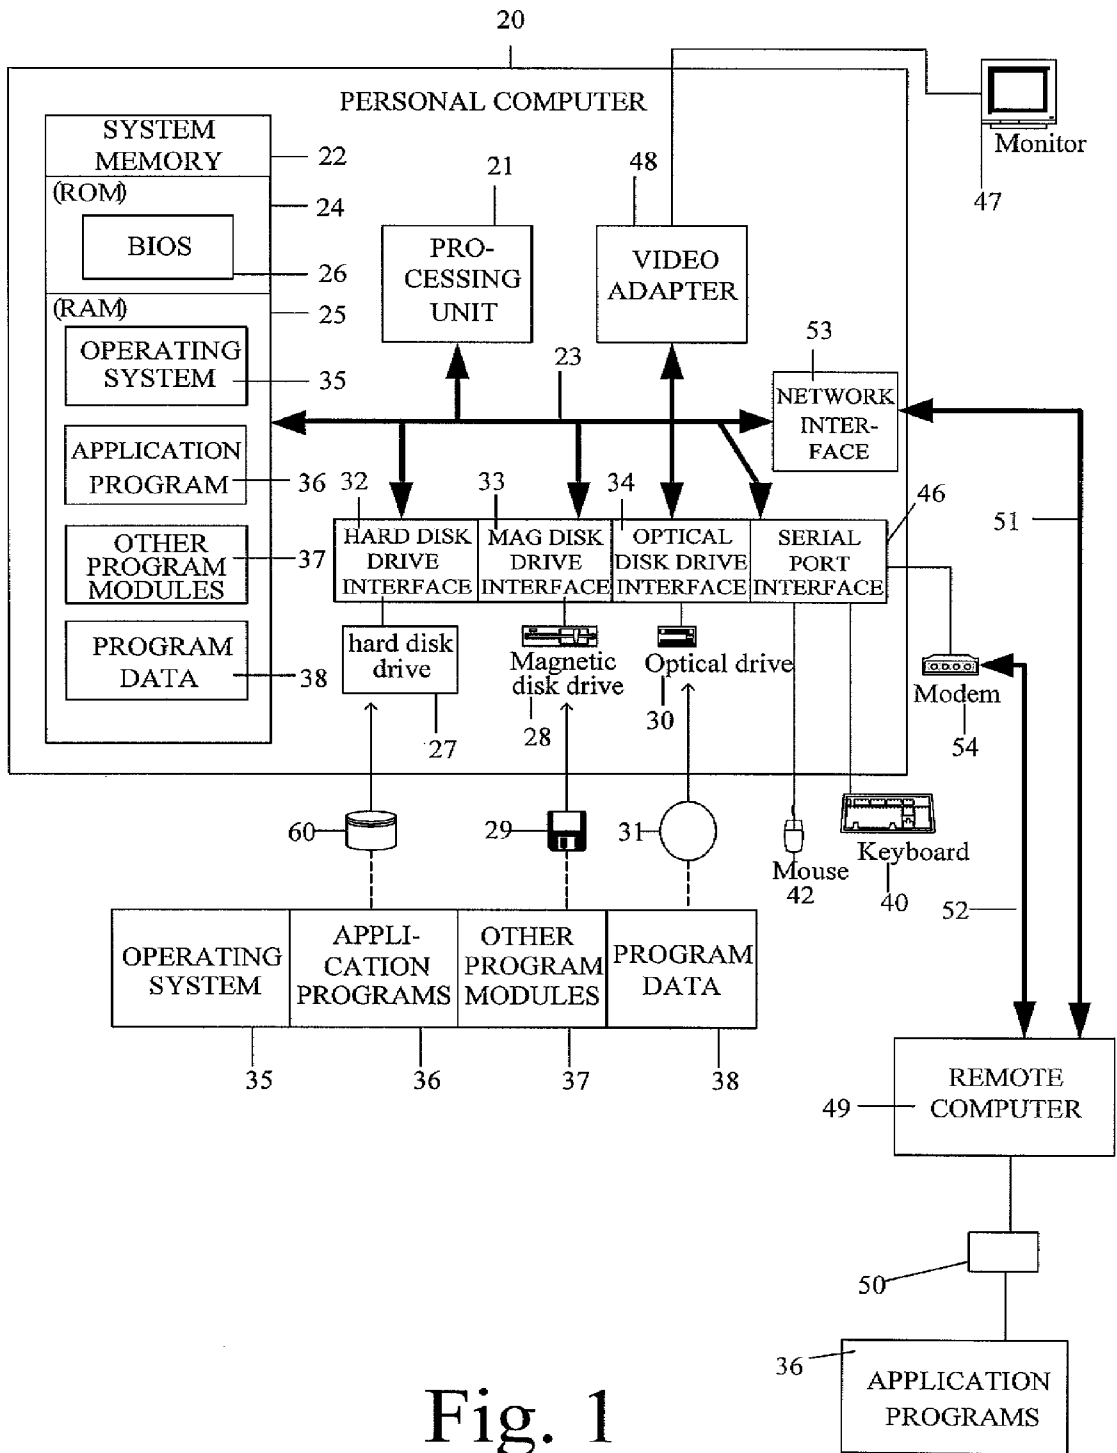 20
PERSONAL COMPUTER
Monitor
47
SYSTEM
MEMORY
22
(ROM)
24
BIOS
26
(RAM)
25
OPERATING
SYSTEM
35
APPLICATION
PROGRAM
36
OTHER
PROGRAM
MODULES
37
PROGRAM
DATA
38
21
PRO-
CESSING
UNIT
48
VIDEO
ADAPTER
23
53
NETWORK
INTER-
FACE
32
HARD DISK
DRIVE
INTERFACE
33
MAG DISK
DRIVE
INTERFACE
34
OPTICAL
DISK DRIVE
INTERFACE
SERIAL
PORT
INTERFACE
46
51
hard disk
drive
27
Magnetic
disk drive
28
Optical drive
30
Modem
54
60
29
31
Mouse
42
Keyboard
40
52
OPERATING
SYSTEM
APPLI-
CATION
PROGRAMS
OTHER
PROGRAM
MODULES
PROGRAM
DATA
35
36
37
38
49
REMOTE
COMPUTER
50
36
APPLICATION
PROGRAMS
Fig. 1